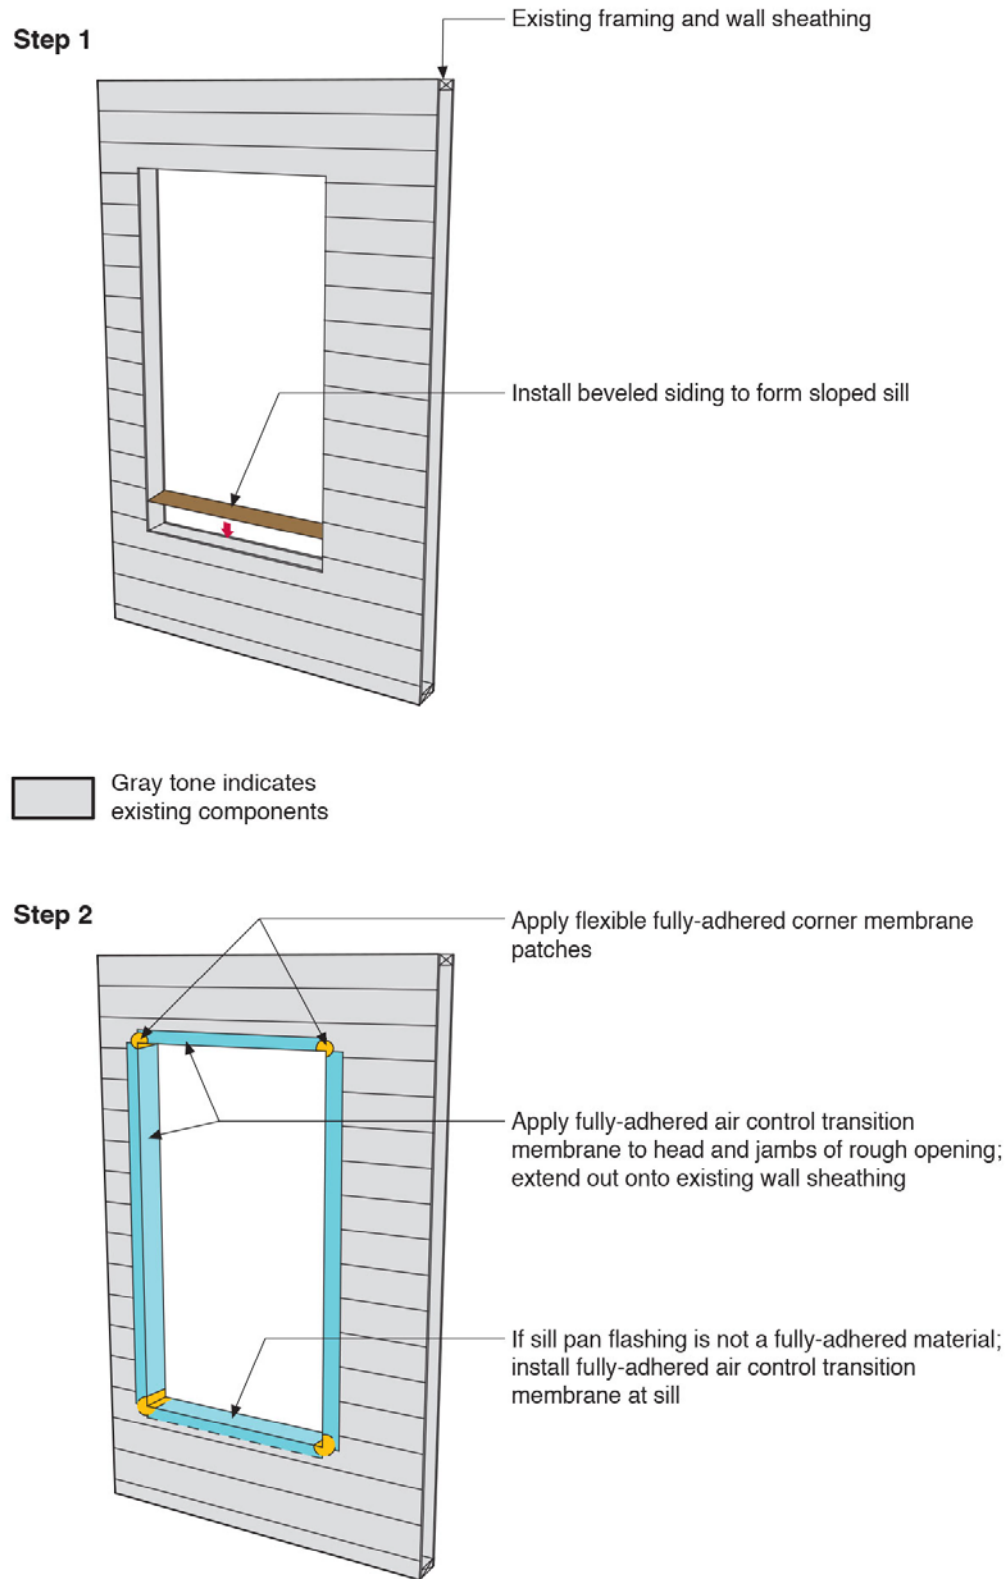 Step 1
Existing framing and wall sheathing
Install beveled siding to form sloped sill
Gray tone indicates
existing components
Step 2
Apply flexible fully-adhered corner membrane
patches
Apply fully-adhered air control transition
membrane to head and jambs of rough opening;
extend out onto existing wall sheathing
If sill pan flashing is not a fully-adhered material;
install fully-adhered air control transition
membrane at sill